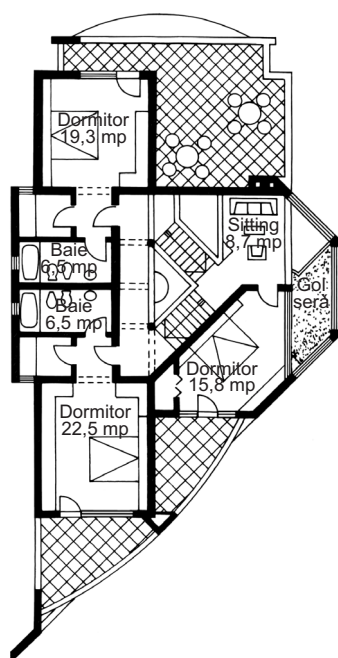 Dormitor
19,3 mp
Sitting
8,7 mp
Baie
6,5 mp
Baie
6,5 mp
Gol
seră
Dormitor
15,8 mp
Dormitor
22,5 mp